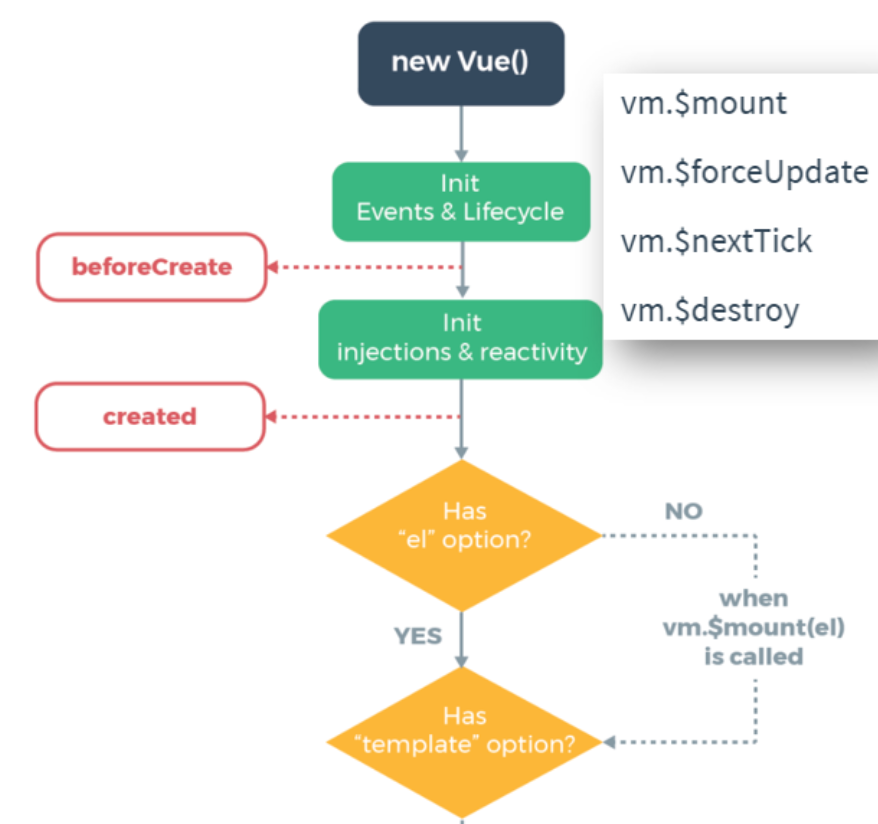 new Vue()
vm.$mount
vm.$forceUpdate
vm.$nextTick
vm.$destroy
Init
Events & Lifecycle
beforeCreate
Init
injections & reactivity
created
Has
“el” option?
NO
when
vm.$mount(el)
is called
YES
Has
“template” option?